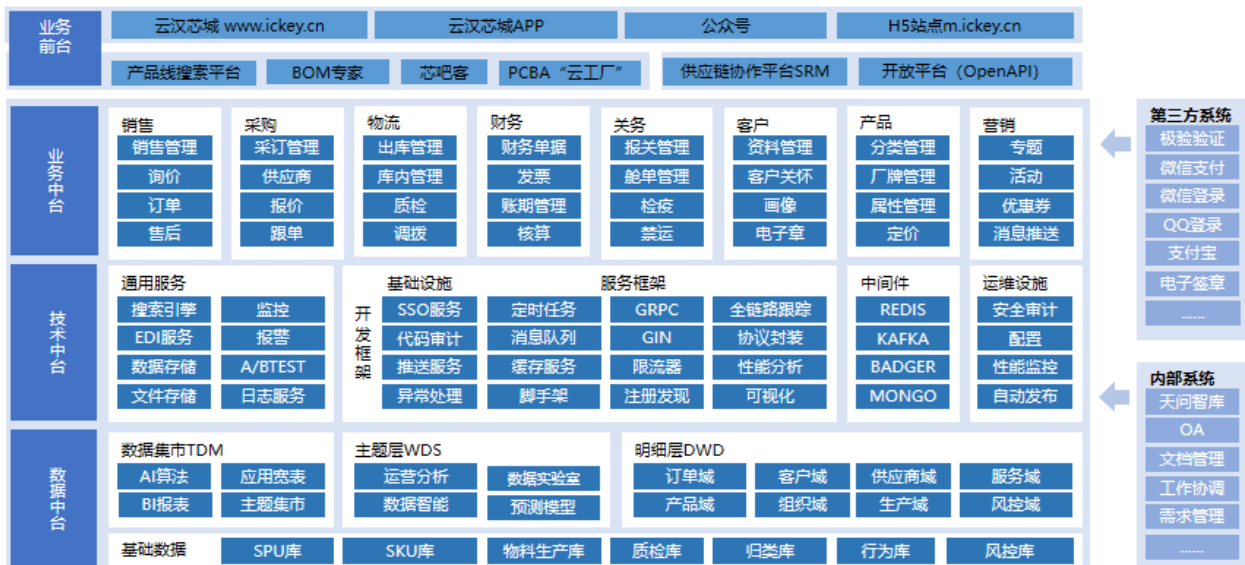 业务前台
云汉芯城 www.ickey.cn
云汉芯城APP
公众号
H5站点m.ickey.cn
产品线搜索平台
BOM专家
芯吧客
PCBA“云工厂”
供应链协作平台SRM
开放平台（OpenAPI）
业务中台
销售
销售管理
询价
订单
售后
采购
采订管理
供应商
报价
跟单
物流
出库管理
库内管理
质检
调拨
财务
财务单据
发票
账期管理
核算
关务
报关管理
舱单管理
检疫
禁运
客户
资料管理
客户关怀
画像
电子章
产品
分类管理
厂牌管理
属性管理
定价
营销
专题
活动
优惠券
消息推送
技术中台
通用服务
搜索引擎
监控
EDI服务
报警
数据存储
A/BTEST
文件存储
日志服务
开发框架
基础设施
服务框架
SSO服务
定时任务
GRPC
全链路跟踪
代码审计
消息队列
GIN
协议封装
推送服务
缓存服务
限流器
性能分析
异常处理
脚手架
注册发现
可视化
中间件
REDIS
KAFKA
BADGER
MONGO
运维设施
安全审计
配置
性能监控
自动发布
数据中台
数据集市TDM
AI算法
应用宽表
BI报表
主题集市
主题层WDS
运营分析
数据实验室
数据智能
预测模型
明细层DWD
订单域
客户域
供应商域
服务域
产品域
组织域
生产域
风控域
基础数据
SPU库
SKU库
物料生产库
质检库
归类库
行为库
风控库
第三方系统
极验验证
微信支付
微信登录
QQ登录
支付宝
电子签章
......
内部系统
天问智库
OA
文档管理
工作协调
需求管理
......